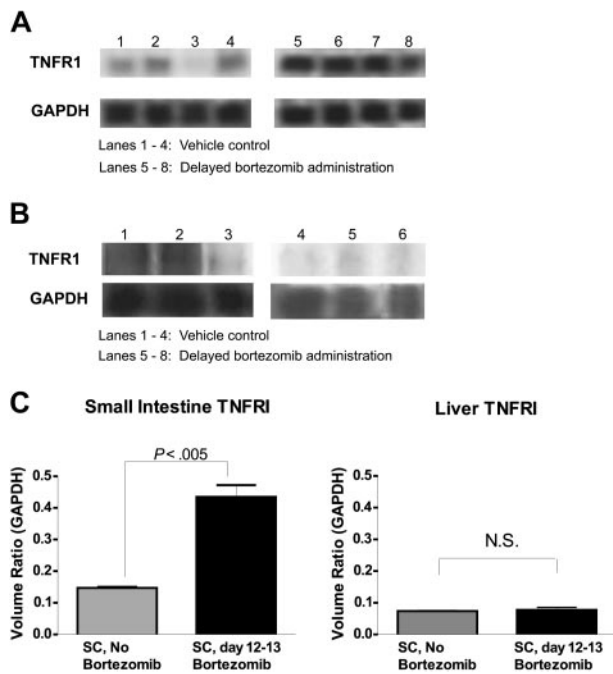 A
1 2 3 4 5 6 7 8
TNFR1
GAPDH
Lanes 1 - 4: Vehicle control
Lanes 5 - 8: Delayed bortezomib administration
B
1 2 3 4 5 6
TNFR1
GAPDH
Lanes 1 - 4: Vehicle control
Lanes 5 - 8: Delayed bortezomib administration
C
Small Intestine TNFRI
Volume Ratio (GAPDH)
0.5
0.4
0.3
0.2
0.1
0.0
P< .005
SC, No
Bortezomib
SC, day 12-13
Bortezomib
Liver TNFRI
Volume Ratio (GAPDH)
0.5
0.4
0.3
0.2
0.1
0.0
N.S.
SC, No
Bortezomib
SC, day 12-13
Bortezomib